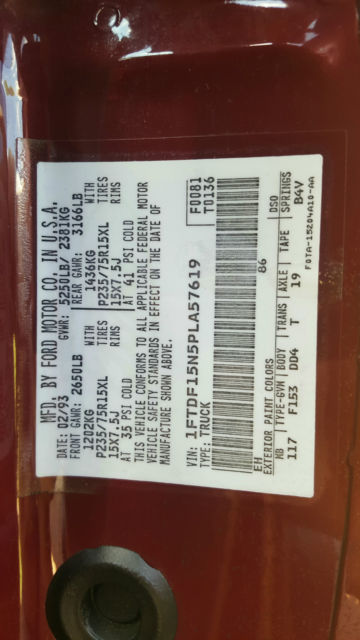 MFD. BY FORD MOTOR CO. IN U.S.A.
DATE: 02/93 GVWR: 5250LB/ 2381KG
FRONT GAWR: 2650LB REAR GAWR: 3166LB
1202KG WITH 1436KG WITH
P235/75R15XL TIRES P235/75R15XL TIRES
15X7.5J RIMS 15X7.5J RIMS
AT 35 PSI COLD AT 41 PSI COLD
THIS VEHICLE CONFORMS TO ALL APPLICABLE FEDERAL MOTOR
VEHICLE SAFETY STANDARDS IN EFFECT ON THE DATE OF
MANUFACTURE SHOWN ABOVE.
F0081
T0136
VIN: 1FTDF15N5PLA57619
TYPE: TRUCK
EH 86
EXTERIOR PAINT COLORS DSO
WB TYPE-GVW BODY TRANS AXLE TAPE SPRINGS
117 F153 DD4 T 19 B4V
F0TA-15204A10-AA